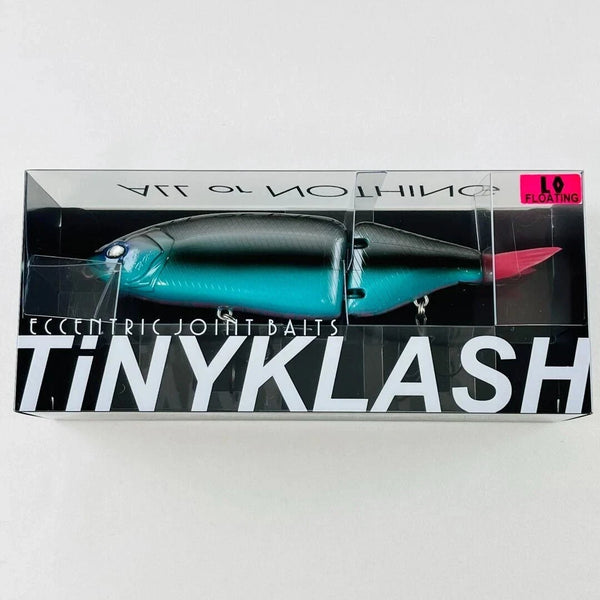 ALL or NOTHING
LO
FLOATING
ECCENTRIC JOINT BAITS
TiNYKLASH